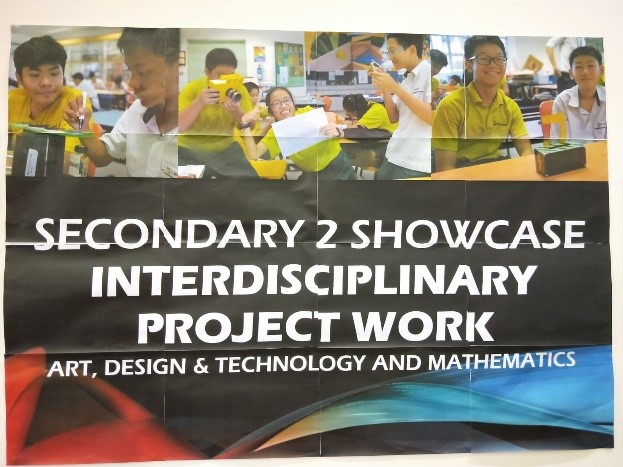 SECONDARY 2 SHOWCASE
INTERDISCIPLINARY
PROJECT WORK
ART, DESIGN & TECHNOLOGY AND MATHEMATICS